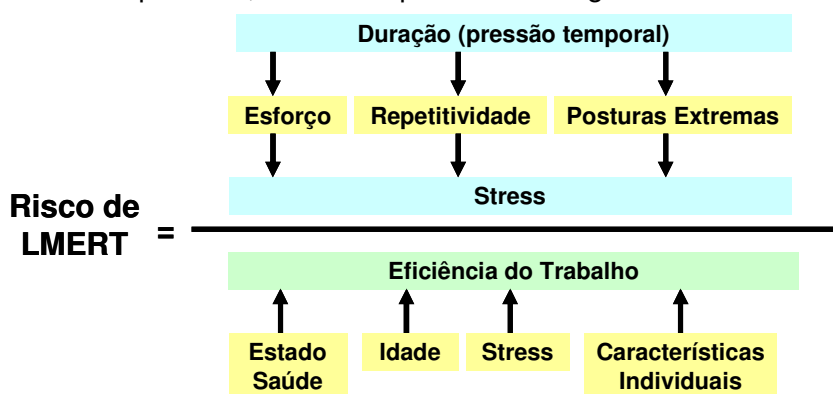 Duração (pressão temporal)
Esforço
Repetitividade
Posturas Extremas
Stress
Risco de
LMERT
=
Eficiência do Trabalho
Estado
Saúde
Idade
Stress
Características
Individuais